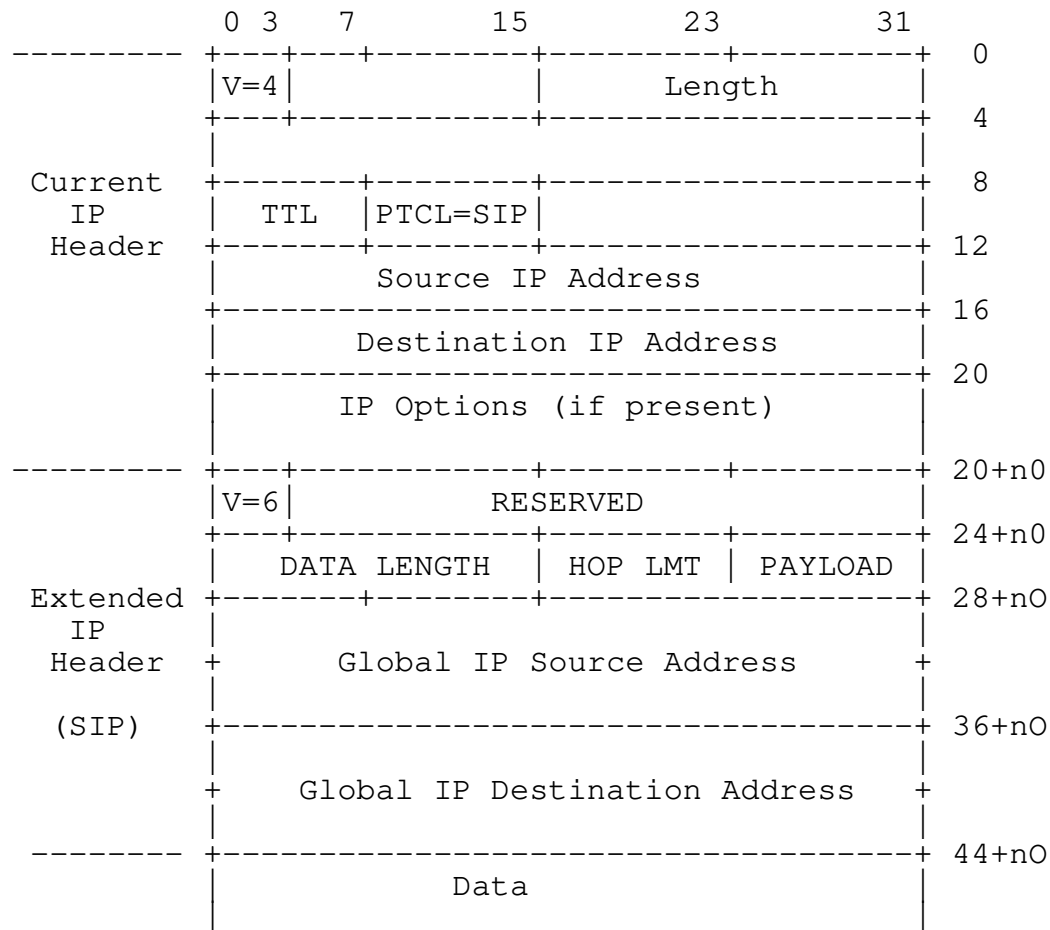 0 3 7 15 23 31
--------- +---+---+---------+---------+---------+ 0
|V=4| | Length |
+---+-------------+-------------------+ 4
| |
Current +-------+---------+-------------------+ 8
IP | TTL |PTCL=SIP| |
Header +-------+---------+-------------------+ 12
| Source IP Address |
+-------------------------------------+ 16
| Destination IP Address |
+-------------------------------------+ 20
| IP Options (if present) |
| |
--------- +---+-------------+---------+---------+ 20+n0
|V=6| RESERVED |
+---+-------------+---------+---------+ 24+n0
| DATA LENGTH | HOP LMT | PAYLOAD |
Extended +-------+---------+-------------------+ 28+nO
IP | |
Header + Global IP Source Address +
| |
(SIP) +-------------------------------------+ 36+nO
| |
+ Global IP Destination Address +
| |
-------- +-------------------------------------+ 44+nO
| Data |
| |